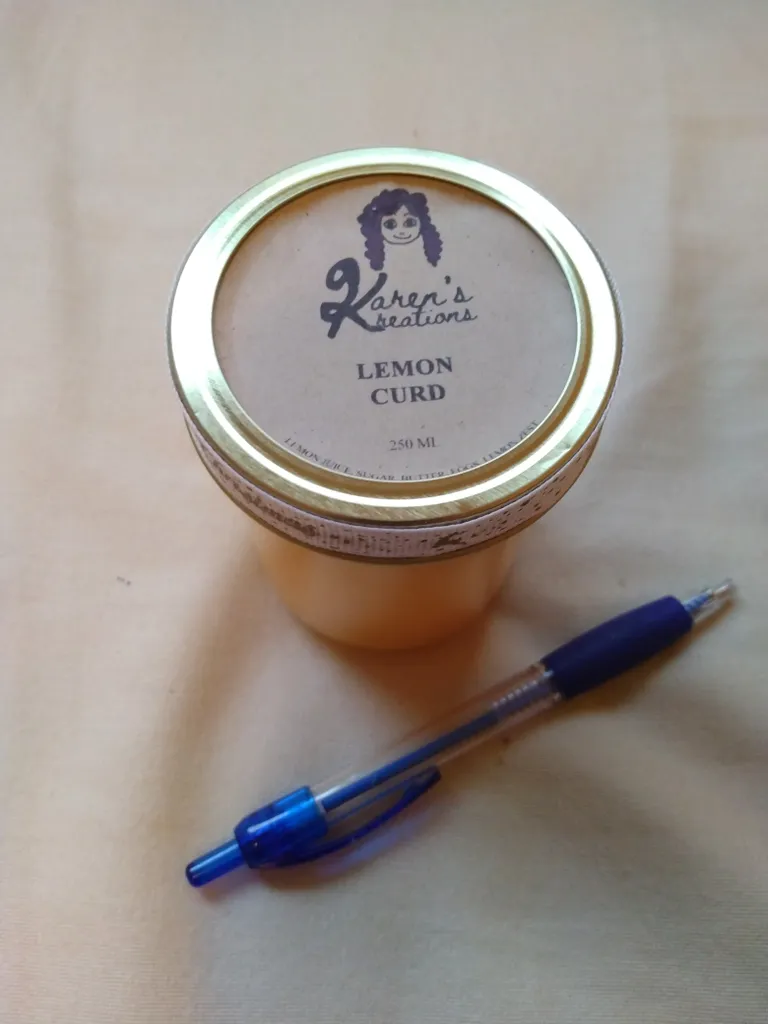 Karen's
Kreations
LEMON
CURD
250 Ml
LEMON JUICE, SUGAR, BUTTER, EGGS, LEMON ZEST